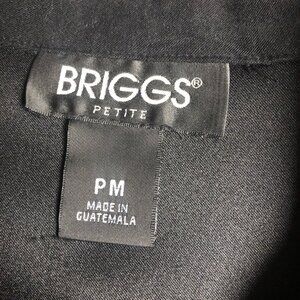 BRIGGS®
PETITE
PM
MADE IN
GUATEMALA